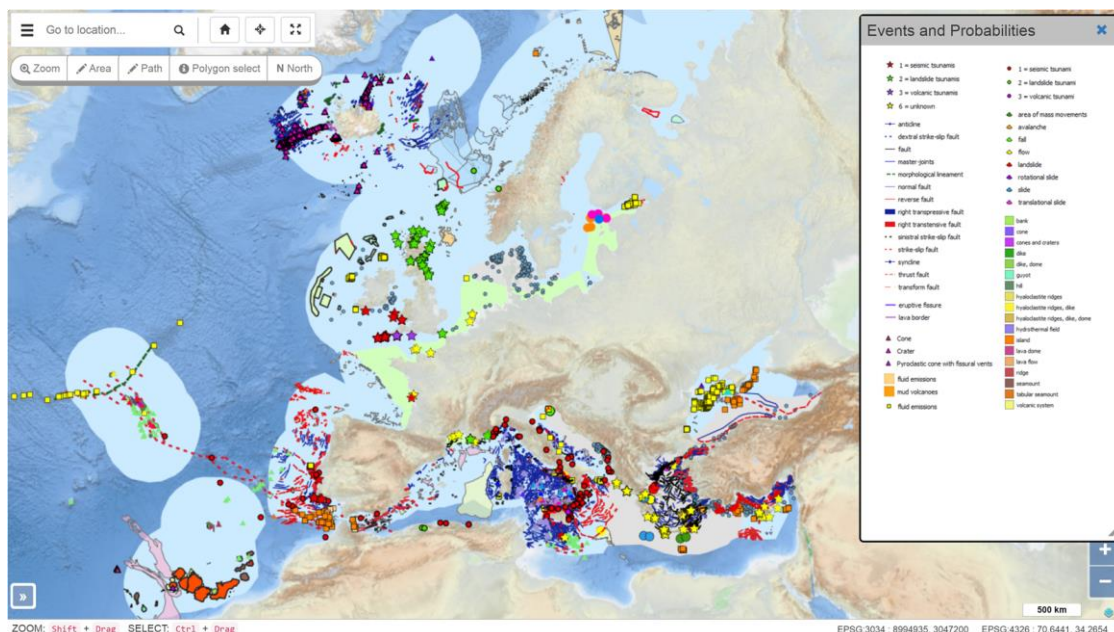 Go to location...
Events and Probabilities
Zoom
Area
Path
Polygon select
N North
1 = seismic tsunamis
2 = landslide tsunamis
3 = volcanic tsunamis
6 = unknown
anticline
dextral strike-slip fault
fault
master-joints
morphological lineament
normal fault
reverse fault
right transpressive fault
right transtensive fault
sinistral strike-slip fault
strike-slip fault
syncline
thrust fault
transform fault
eruptive fissure
lava border
Cone
Crater
Pyroclastic cone with fissural vents
fluid emissions
mud volcanoes
fluid emissions
1 = seismic tsunami
2 = landslide tsunami
3 = volcanic tsunami
area of mass movements
avalanche
fall
flow
landslide
rotational slide
slide
translational slide
bank
cone
cones and craters
dike
dike, dome
guyot
hill
hyaloclastite ridges
hyaloclastite ridges, dike
hyaloclastite ridges, dike, dome
hydrothermal field
island
lava dome
lava flow
ridge
seamount
tabular seamount
volcanic system
500 km
ZOOM: Shift + Drag SELECT: Ctrl + Drag
EPSG:3034 : 8994935, 3047200 EPSG:4326 : 70.6441, 34.2654